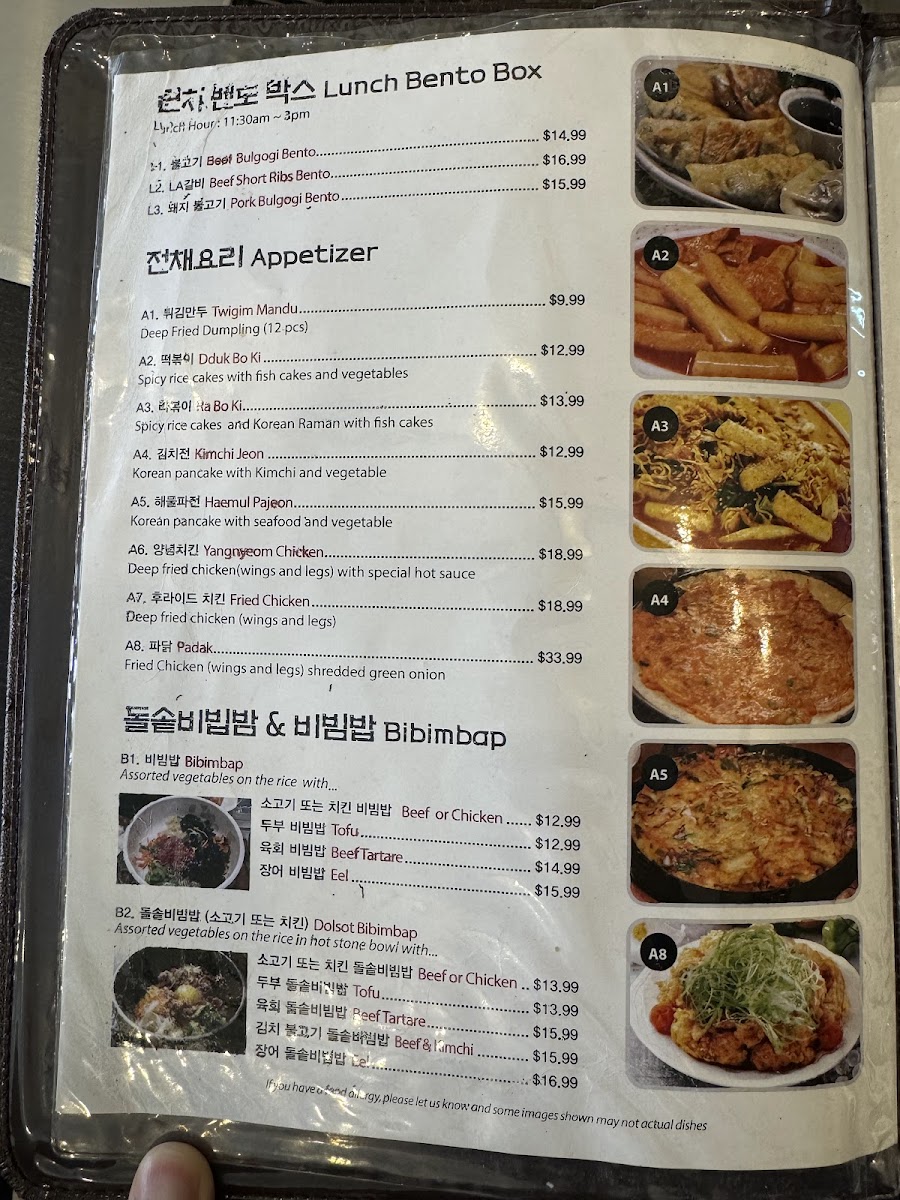 런치 벤또 박스 Lunch Bento Box
Lunch Hour : 11:30am ~ 3pm
L1. 불고기 Beef Bulgogi Bento $14.99
L2. LA갈비 Beef Short Ribs Bento $16.99
L3. 돼지 불고기 Pork Bulgogi Bento $15.99
전채요리 Appetizer
A1. 튀김만두 Twigim Mandu $9.99
Deep Fried Dumpling (12 pcs)
A2. 떡볶이 Dduk Bo Ki $12.99
Spicy rice cakes with fish cakes and vegetables
A3. 라볶이 Ra Bo Ki $13.99
Spicy rice cakes and Korean Raman with fish cakes
A4. 김치전 Kimchi Jeon $12.99
Korean pancake with Kimchi and vegetable
A5. 해물파전 Haemul Pajeon $15.99
Korean pancake with seafood and vegetable
A6. 양념치킨 Yangnyeom Chicken $18.99
Deep fried chicken(wings and legs) with special hot sauce
A7. 후라이드 치킨 Fried Chicken $18.99
Deep fried chicken (wings and legs)
A8. 파닭 Padak $33.99
Fried Chicken (wings and legs) shredded green onion
돌솥비빕밤 & 비빔밥 Bibimbap
B1. 비빔밥 Bibimbap
Assorted vegetables on the rice with...
소고기 또는 치킨 비빔밥 Beef or Chicken ...... $12.99
두부 비빔밥 Tofu $12.99
육회 비빔밥 Beef Tartare $14.99
장어 비빔밥 Eel $15.99
B2. 돌솥비빔밥 (소고기 또는 치킨) Dolsot Bibimbap
Assorted vegetables on the rice in hot stone bowl with...
소고기 또는 치킨 돌솥비빔밥 Beef or Chicken .. $13.99
두부 돌솥비빔밥 Tofu $13.99
육회 돌솥비빔밥 Beef Tartare $15.99
김치 불고기 돌솥비빔밥 Beef & Kimchi $15.99
장어 돌솥비빔밥 Eel $16.99
If you have a food allergy, please let us know and some images shown may not actual dishes
A1
A2
A3
A4
A5
A8